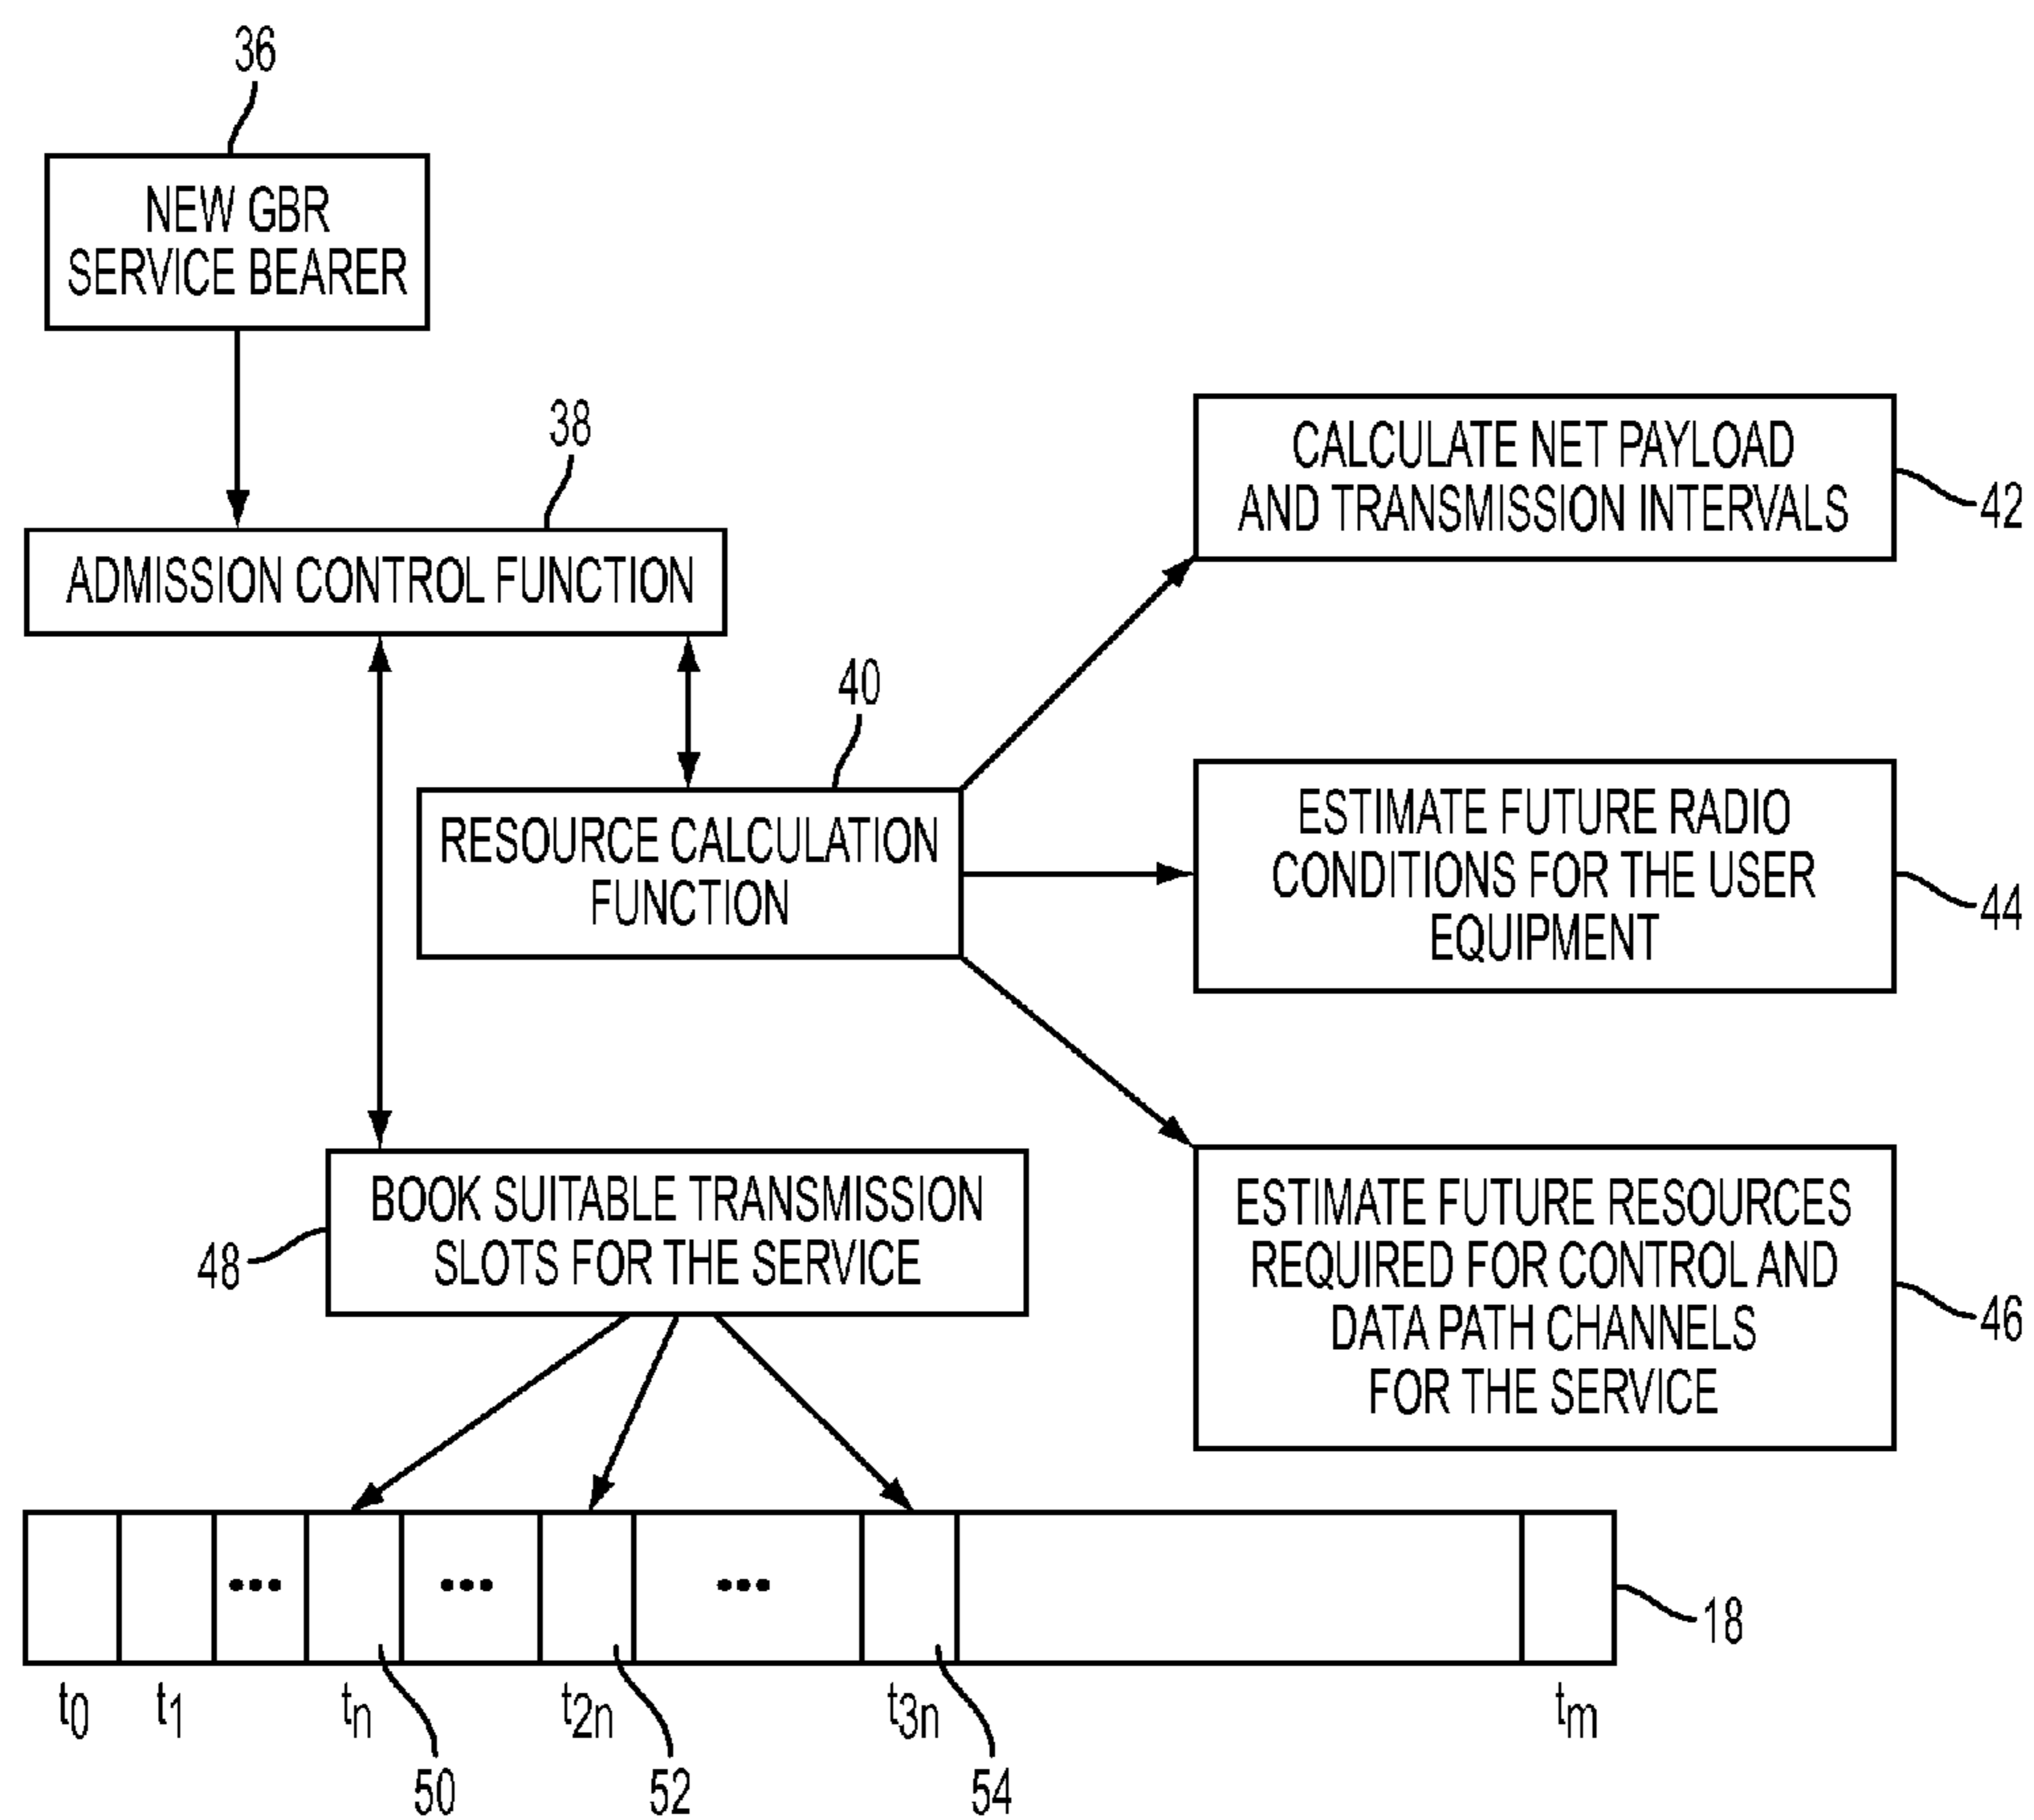 36
NEW GBR
SERVICE BEARER
38
ADMISSION CONTROL FUNCTION
40
RESOURCE CALCULATION
FUNCTION
CALCULATE NET PAYLOAD
AND TRANSMISSION INTERVALS
42
ESTIMATE FUTURE RADIO
CONDITIONS FOR THE USER
EQUIPMENT
44
ESTIMATE FUTURE RESOURCES
REQUIRED FOR CONTROL AND
DATA PATH CHANNELS
FOR THE SERVICE
46
BOOK SUITABLE TRANSMISSION
SLOTS FOR THE SERVICE
48
••• ••• •••
18
t0 t1 tn t2n t3n tm
50 52 54